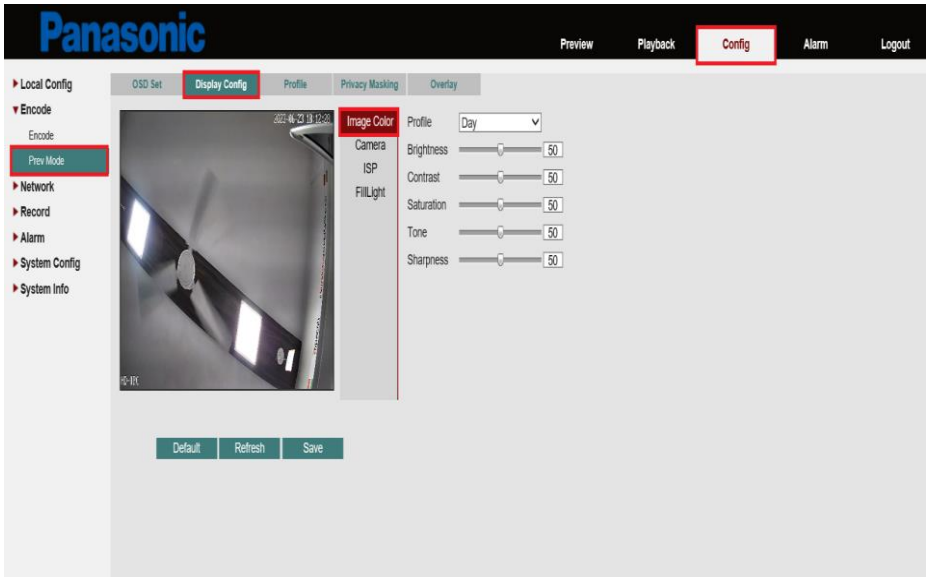 Panasonic
Preview Playback Config Alarm Logout
Local Config
Encode
Encode
Prev Mode
Network
Record
Alarm
System Config
System Info
OSD Set Display Config Profile Privacy Masking Overlay
HD-IPC
Image Color
Camera
ISP
FillLight
Profile Day
Brightness 50
Contrast 50
Saturation 50
Tone 50
Sharpness 50
Default Refresh Save